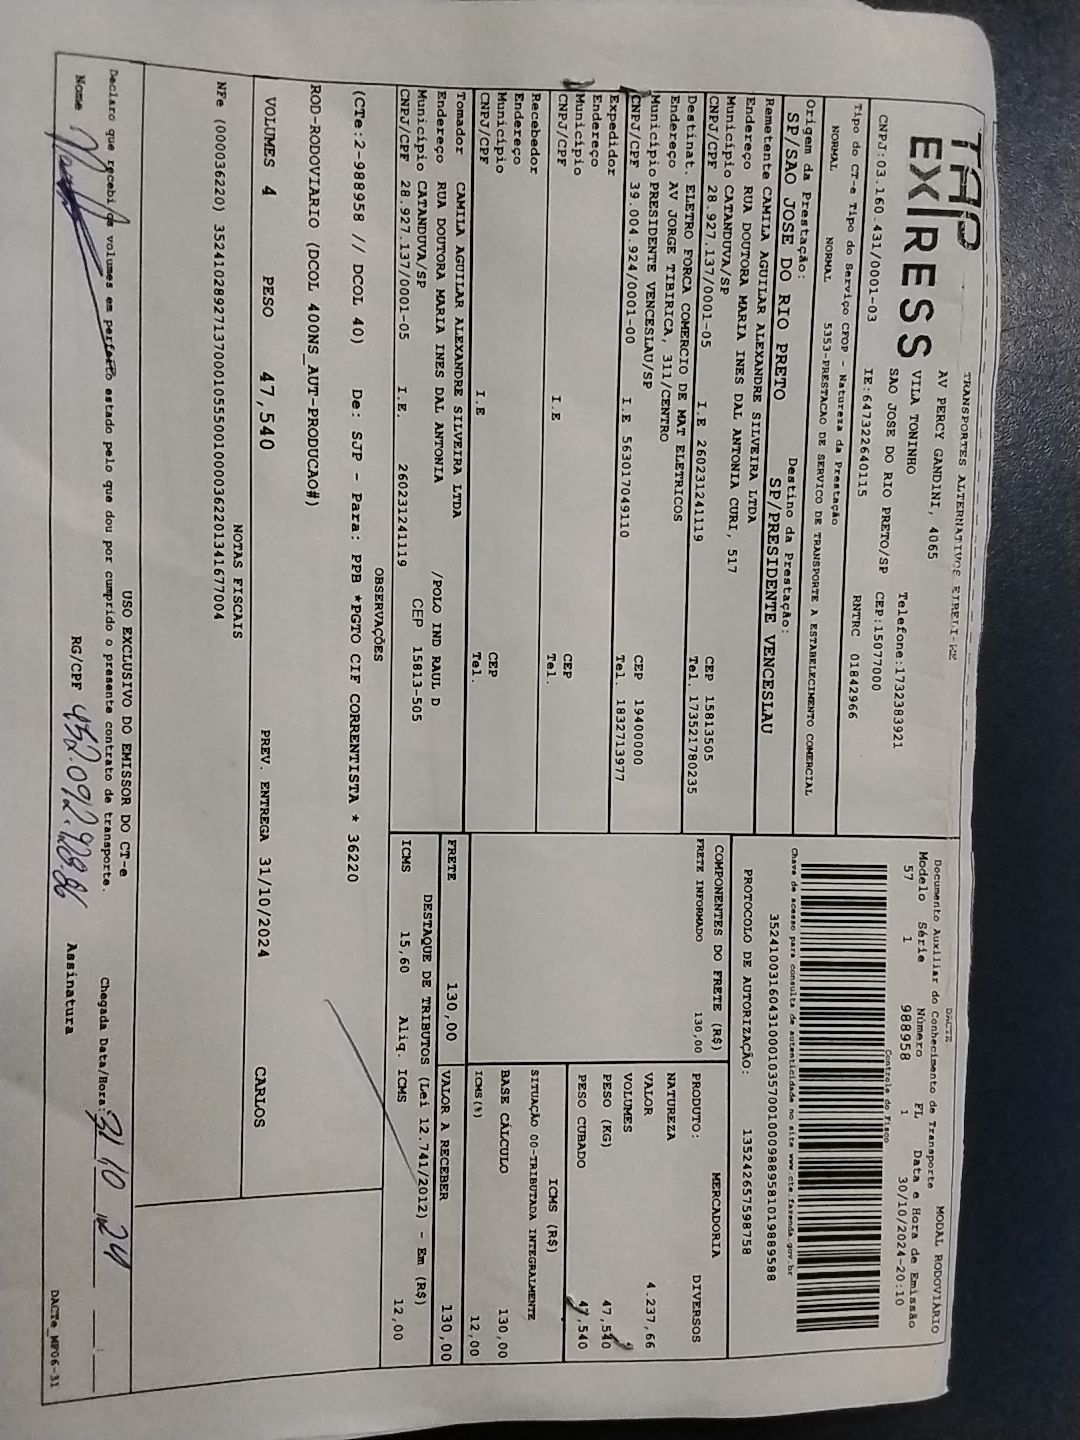 TAP
EXPRESS
TRANSPORTES ALTERNATIVOS EIRELI-ME
AV PERCY GANDINI, 4065
VILA TONINHO Telefone:1732383921
SAO JOSE DO RIO PRETO/SP CEP:15077000
CNPJ:03.160.431/0001-03 IE:647322640115 RNTRC 01842966
Tipo do CT-e Tipo do Serviço CFOP - Natureza da Prestação
NORMAL NORMAL 5353-PRESTACAO DE SERVICO DE TRANSPORTE A ESTABELECIMENTO COMERCIAL
Origem da Prestação: Destino da Prestação:
SP/SAO JOSE DO RIO PRETO SP/PRESIDENTE VENCESLAU
Remetente CAMILA AGUILAR ALEXANDRE SILVEIRA LTDA
Endereço RUA DOUTORA MARIA INES DAL ANTONIA CURI, 517
Município CATANDUVA/SP CEP 15813505
CNPJ/CPF 28.927.137/0001-05 I.E 260231241119 Tel. 173521780235
Destinat. ELETRO FORCA COMERCIO DE MAT ELETRICOS
Endereço AV JORGE TIBIRICA, 311/CENTRO
Município PRESIDENTE VENCESLAU/SP CEP 19400000
CNPJ/CPF 39.004.924/0001-00 I.E 563017049110 Tel. 1832713977
Expedidor
Endereço
Município CEP
CNPJ/CPF I.E Tel.
Recebedor
Endereço
Município CEP
CNPJ/CPF I.E Tel.
Tomador CAMILA AGUILAR ALEXANDRE SILVEIRA LTDA
Endereço RUA DOUTORA MARIA INES DAL ANTONIA /POLO IND RAUL D
Município CATANDUVA/SP CEP 15813-505
CNPJ/CPF 28.927.137/0001-05 I.E. 260231241119
DACTE MODAL RODOVIÁRIO
Documento Auxiliar do Conhecimento de Transporte
Modelo Série Número FL Data e Hora de Emissão
57 1 988958 1 30/10/2024-20:10
Controle do Fisco
Chave de acesso para consulta de autenticidade no site www.cte.fazenda.gov.br
35241003160431000103570010009889581019889588
PROTOCOLO DE AUTORIZAÇÃO: 135242657598758
COMPONENTES DO FRETE (R$)
FRETE INFORMADO 130,00
PRODUTO: MERCADORIA
NATUREZA DIVERSOS
VALOR 4.237,66
VOLUMES
PESO (KG) 47,540
PESO CUBADO 47,540
ICMS (R$)
SITUAÇÃO 00-TRIBUTADA INTEGRALMENTE
BASE CÁLCULO 130,00
ICMS(%) 12,00
FRETE 130,00 VALOR A RECEBER 130,00
DESTAQUE DE TRIBUTOS (Lei 12.741/2012) - Em (R$)
ICMS 15,60 Aliq. ICMS 12,00
OBSERVAÇÕES
(CTe:2-988958 // DCOL 40) De: SJP - Para: PPB *PGTO CIF CORRENTISTA * 36220
ROD-RODOVIARIO (DCOL 400NS_AUT-PRODUCAO#)
VOLUMES 4 PESO 47,540 PREV. ENTREGA 31/10/2024 CARLOS
NOTAS FISCAIS
NFe (000036220) 35241028927137000105550010000362201341677004
USO EXCLUSIVO DO EMISSOR DO CT-e
Declaro que recebi os volumes em perfeito estado pelo que dou por cumprido o presente contrato de transporte. Chegada Data/Hora: 31 10 24
Nome RG/CPF 452.092.928.86 Assinatura
DACTe_MP06-31